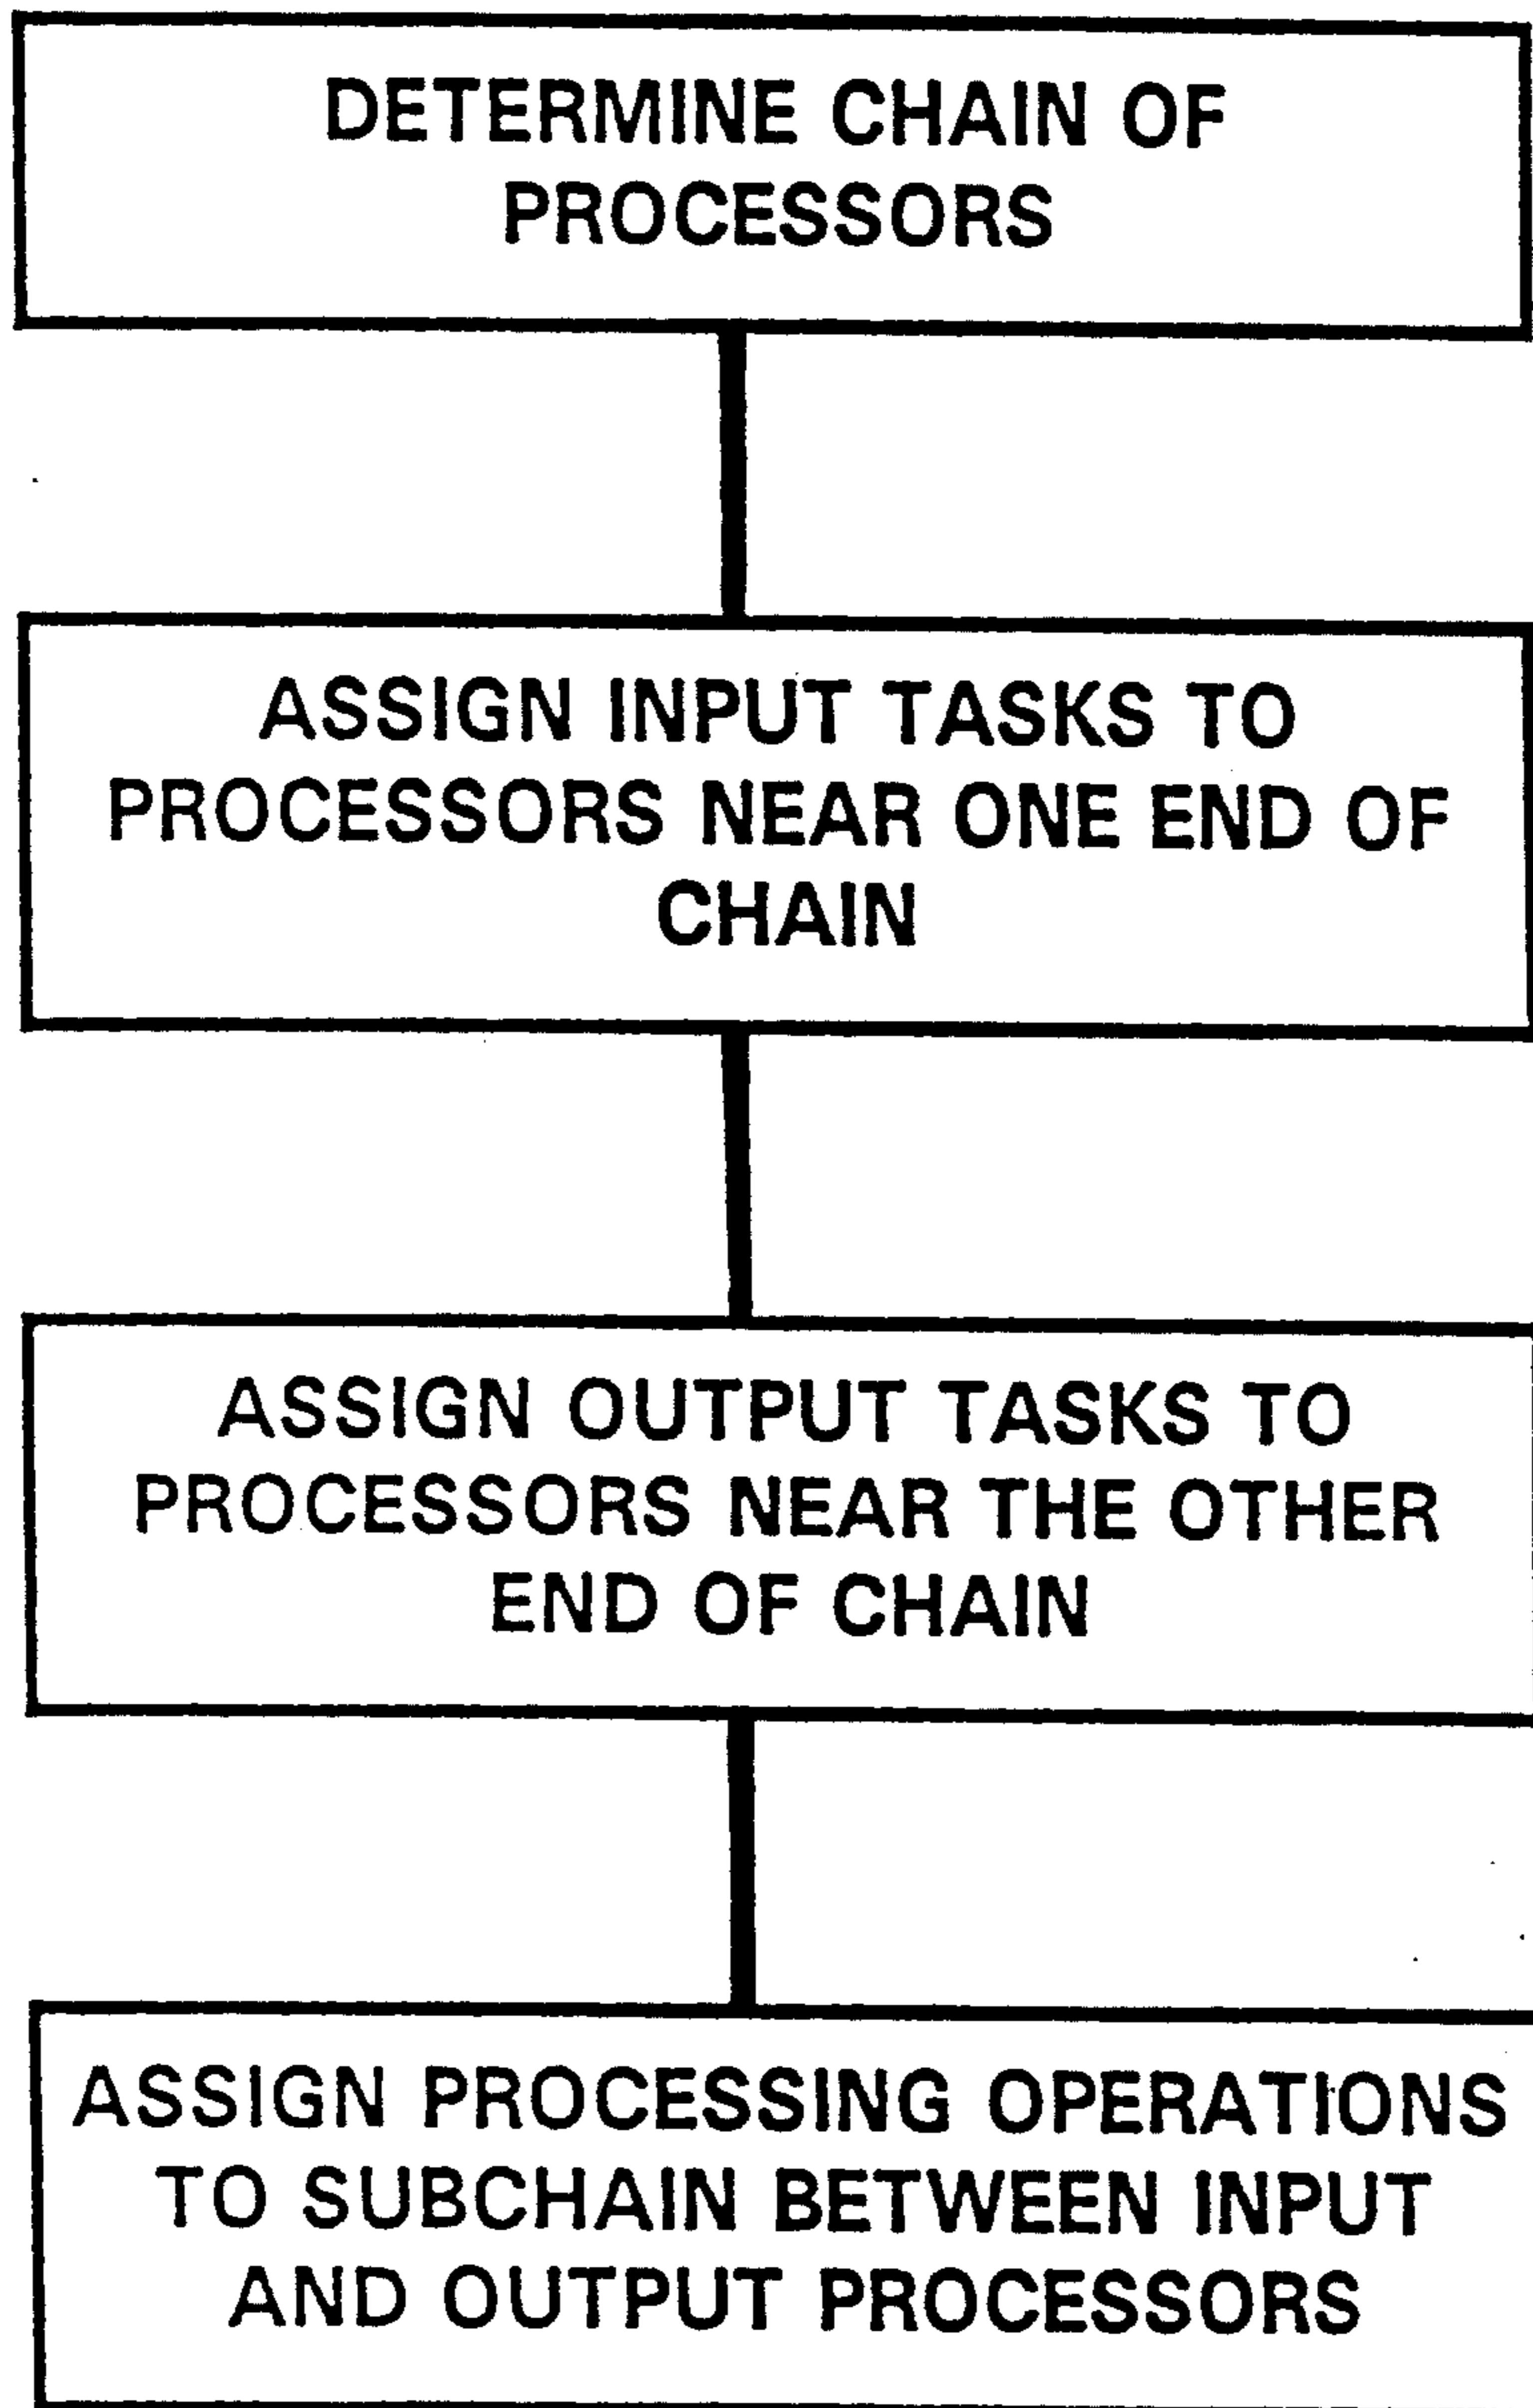 DETERMINE CHAIN OF
PROCESSORS
ASSIGN INPUT TASKS TO
PROCESSORS NEAR ONE END OF
CHAIN
ASSIGN OUTPUT TASKS TO
PROCESSORS NEAR THE OTHER
END OF CHAIN
ASSIGN PROCESSING OPERATIONS
TO SUBCHAIN BETWEEN INPUT
AND OUTPUT PROCESSORS